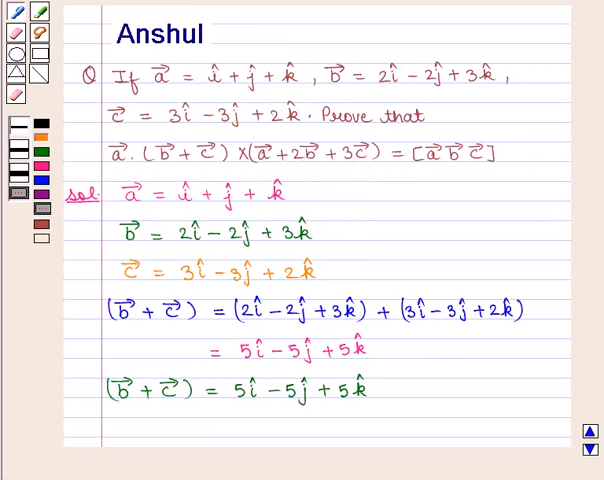 Anshul
Q If a⃗ = î + ĵ + k̂ , b⃗ = 2î - 2ĵ + 3k̂ ,
c⃗ = 3î - 3ĵ + 2k̂ . Prove that
a⃗ . (b⃗ + c⃗) × (a⃗ + 2b⃗ + 3c⃗) = [a⃗ b⃗ c⃗]
sol. a⃗ = î + ĵ + k̂
b⃗ = 2î - 2ĵ + 3k̂
c⃗ = 3î - 3ĵ + 2k̂
(b⃗ + c⃗) = (2î - 2ĵ + 3k̂) + (3î - 3ĵ + 2k̂)
= 5î - 5ĵ + 5k̂
(b⃗ + c⃗) = 5î - 5ĵ + 5k̂